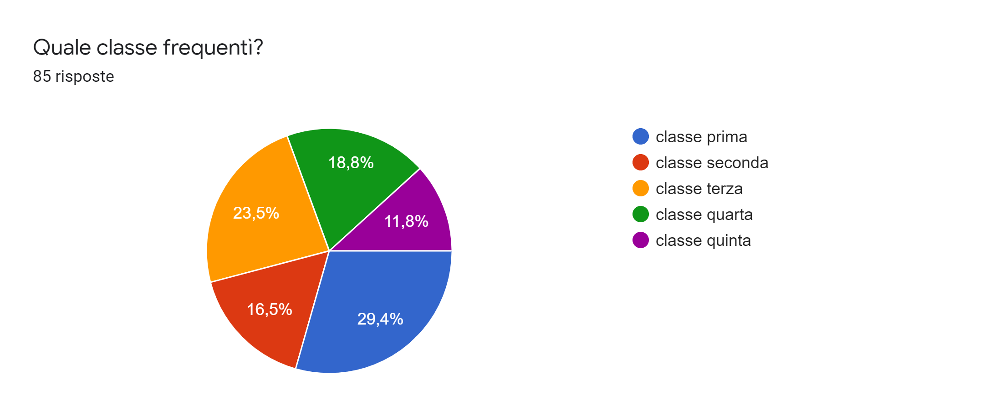 Quale classe frequentì?
85 risposte
18,8%
11,8%
23,5%
16,5%
29,4%
classe prima
classe seconda
classe terza
classe quarta
classe quinta